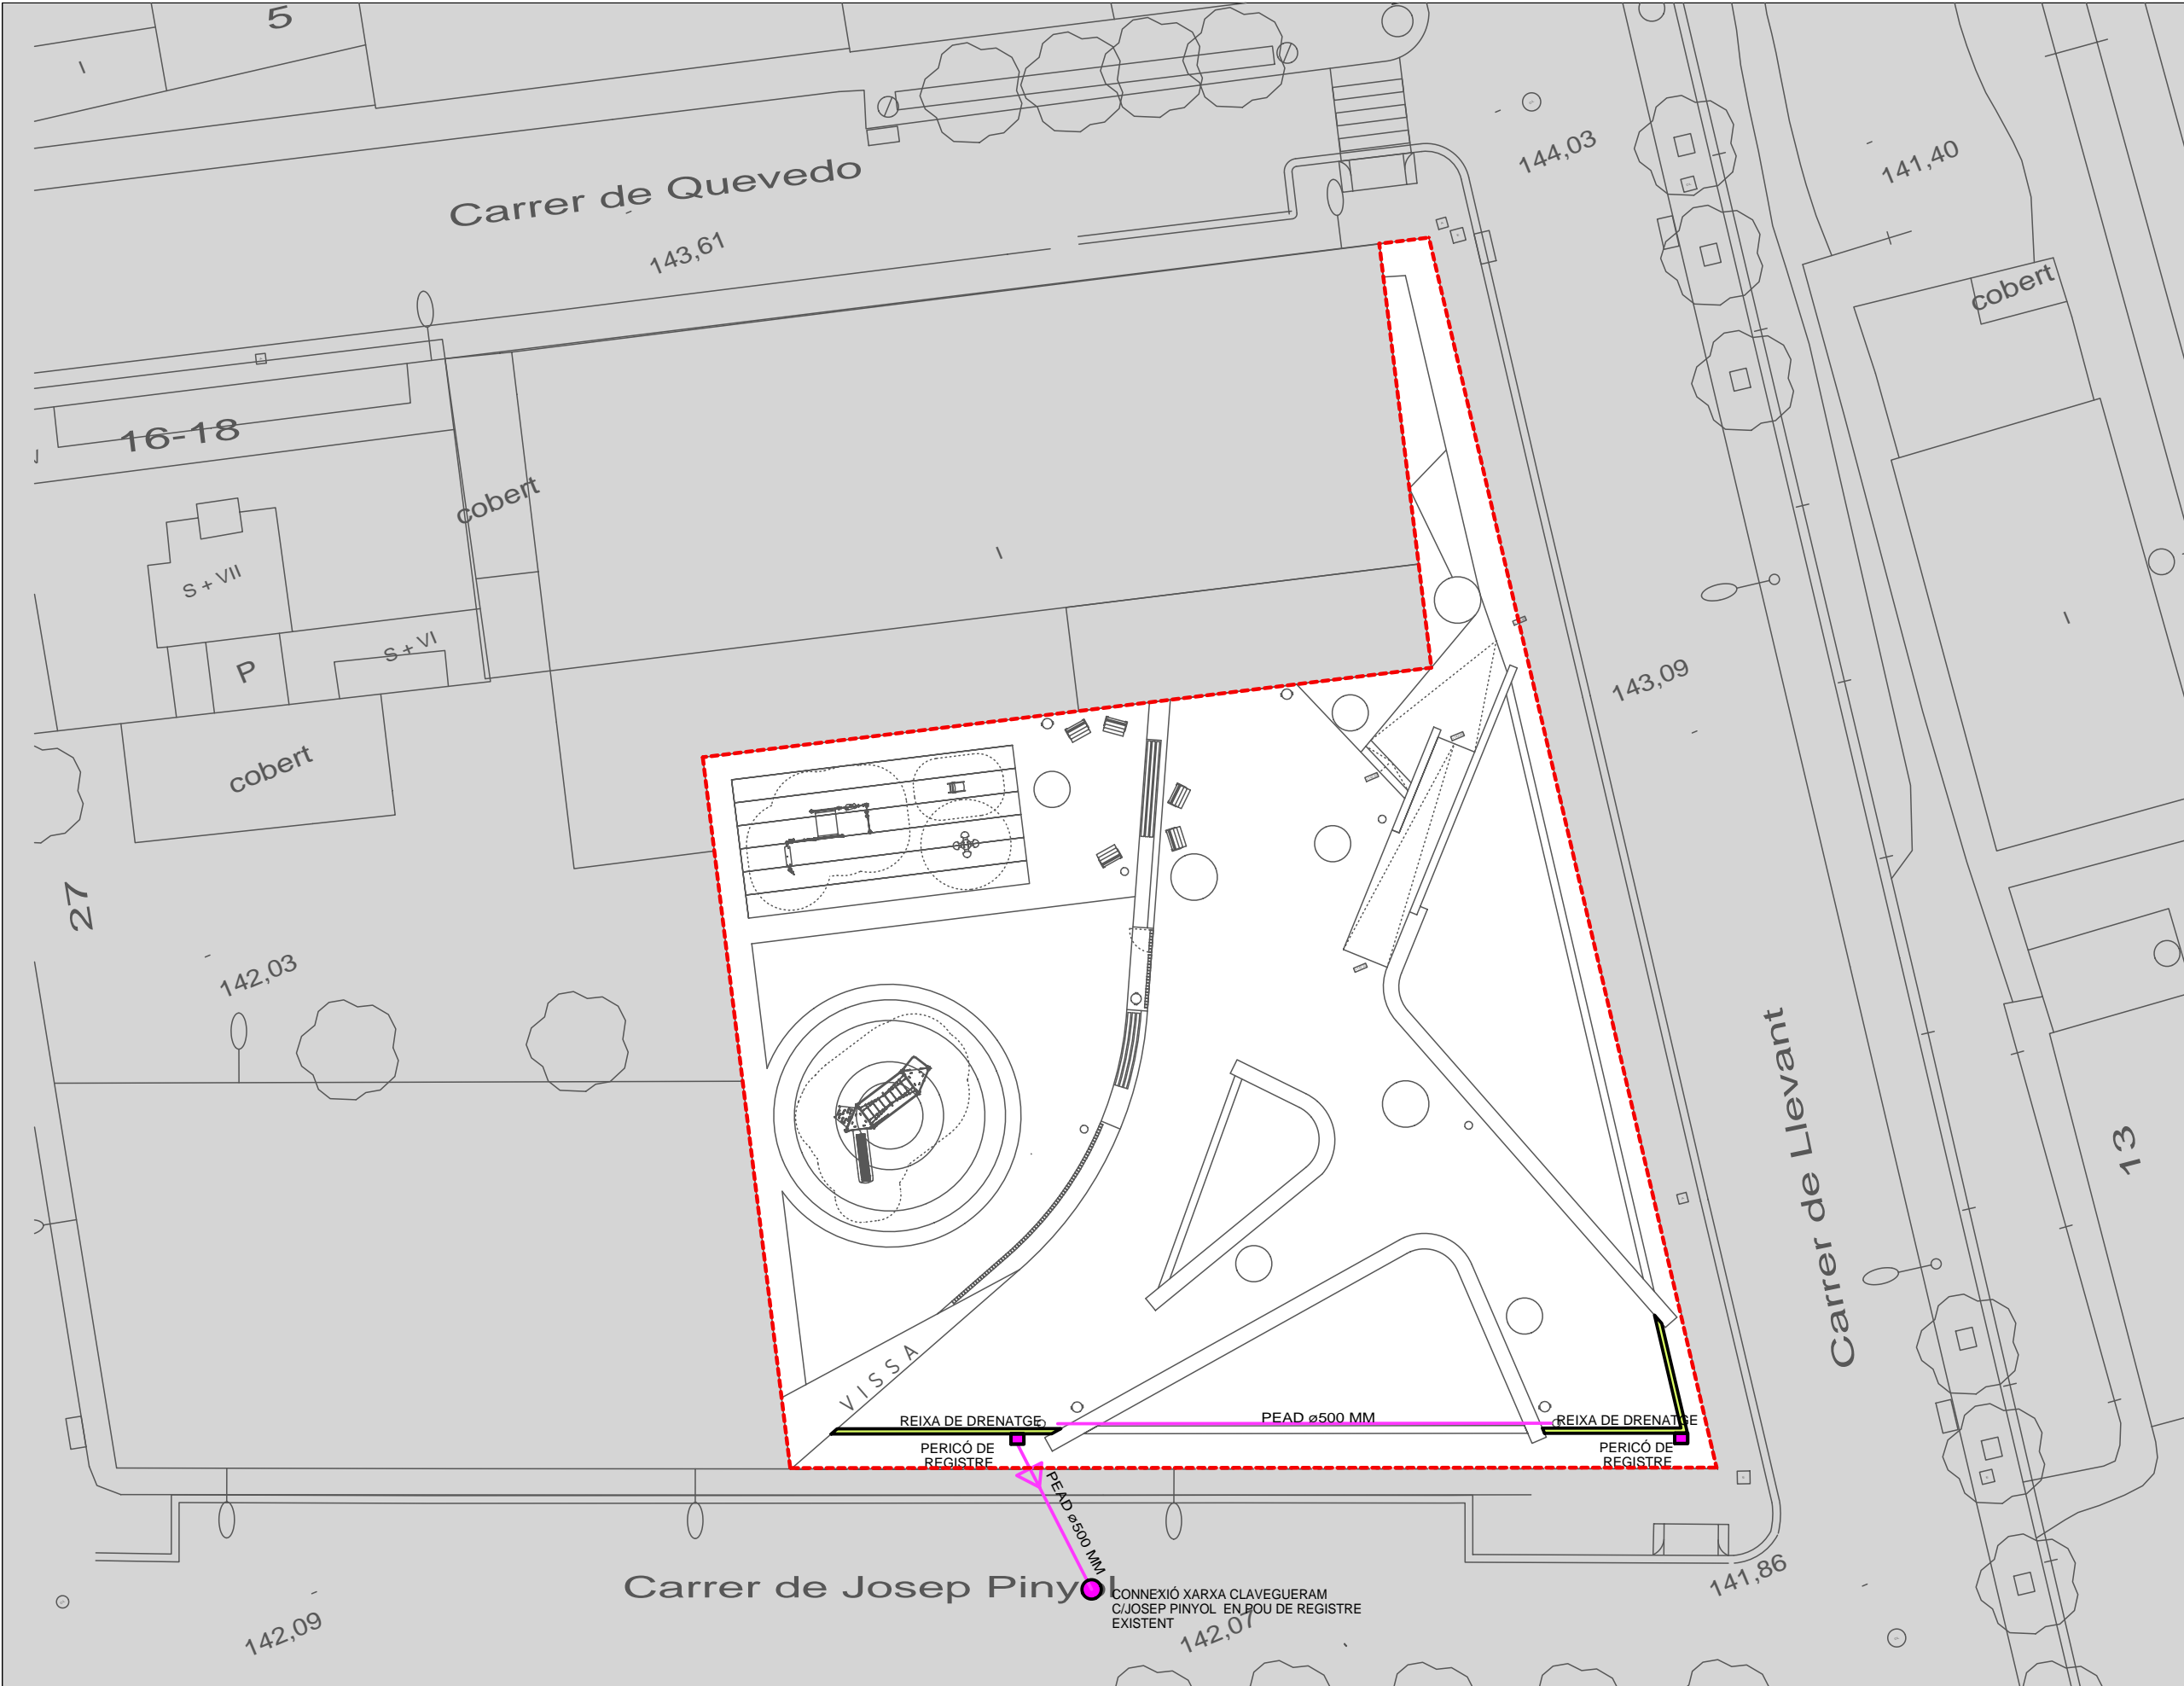 5
I
Carrer de Quevedo
144,03
141,40
143,61
cobert
16-18
cobert
I
S + VII
I
S + VI
P
143,09
cobert
27
142,03
Carrer de Llevant
13
VISSA
REIXA DE DRENATGE
PEAD ø500 MM
REIXA DE DRENATGE
PERICÓ DE
REGISTRE
PERICÓ DE
REGISTRE
PEAD ø500 MM
Carrer de Josep Pinyol
CONNEXIÓ XARXA CLAVEGUERAM
C/JOSEP PINYOL EN POU DE REGISTRE
EXISTENT
141,86
142,09
142,07